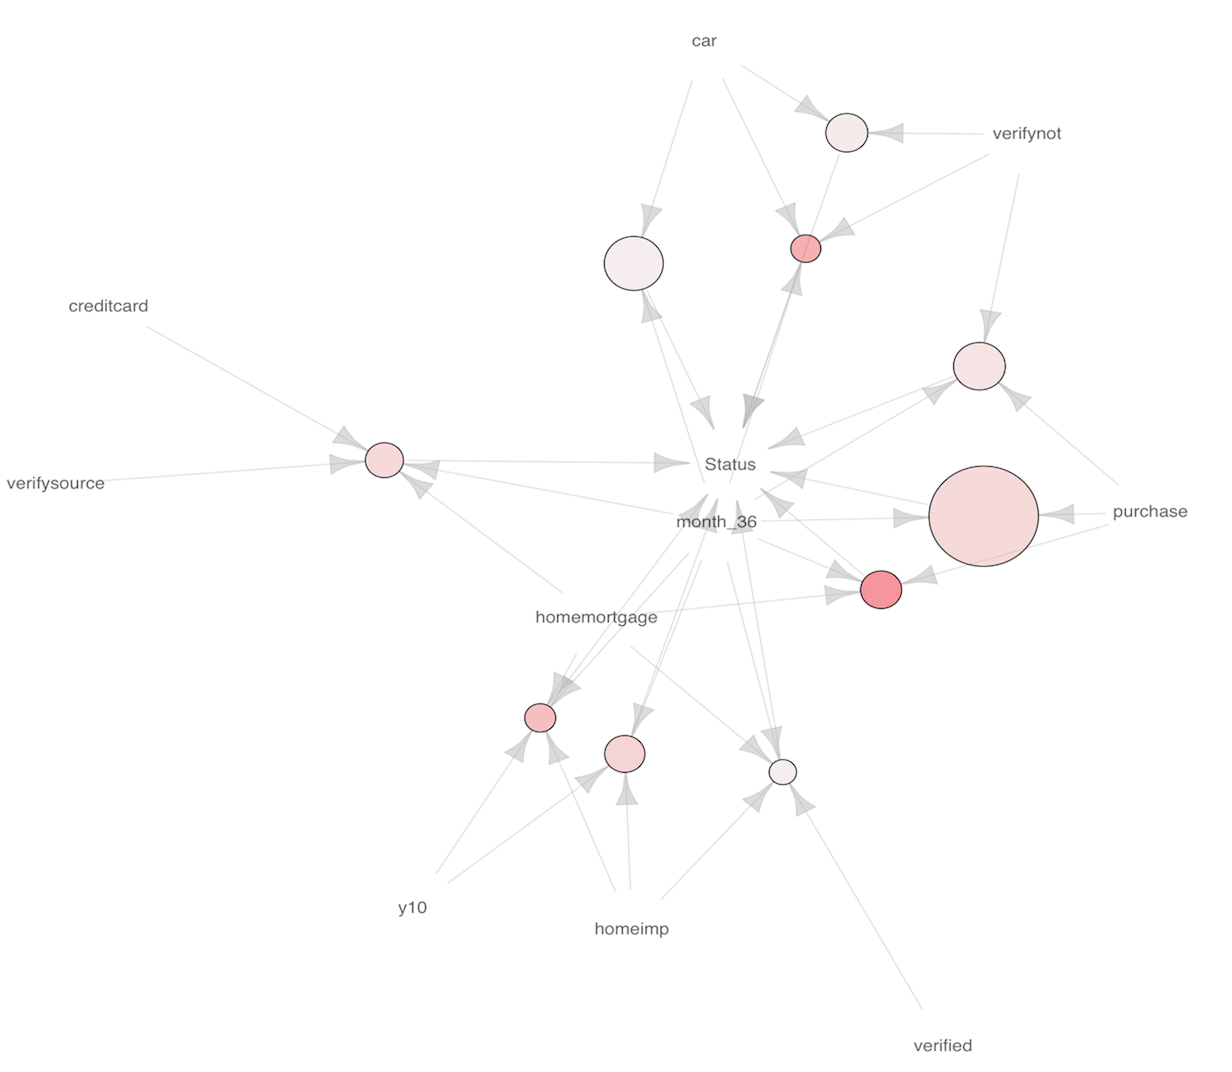 car
verifynot
creditcard
Status
verifysource
month_36
purchase
homemortgage
y10
homeimp
verified